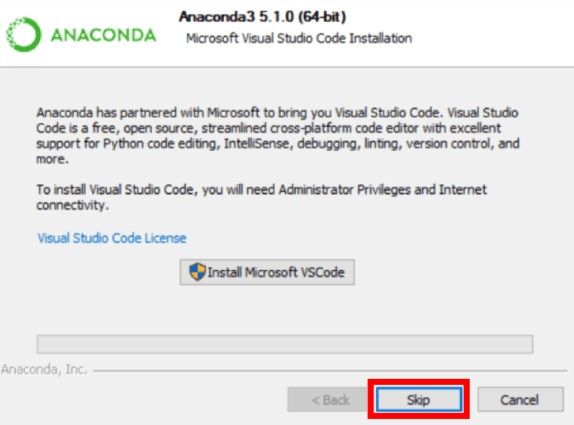 ANACONDA
Anaconda3 5.1.0 (64-bit)
Microsoft Visual Studio Code Installation
Anaconda has partnered with Microsoft to bring you Visual Studio Code. Visual Studio
Code is a free, open source, streamlined cross-platform code editor with excellent
support for Python code editing, IntelliSense, debugging, linting, version control, and
more.
To install Visual Studio Code, you will need Administrator Privileges and Internet
connectivity.
Visual Studio Code License
Install Microsoft VSCode
Anaconda, Inc.
< Back
Skip
Cancel